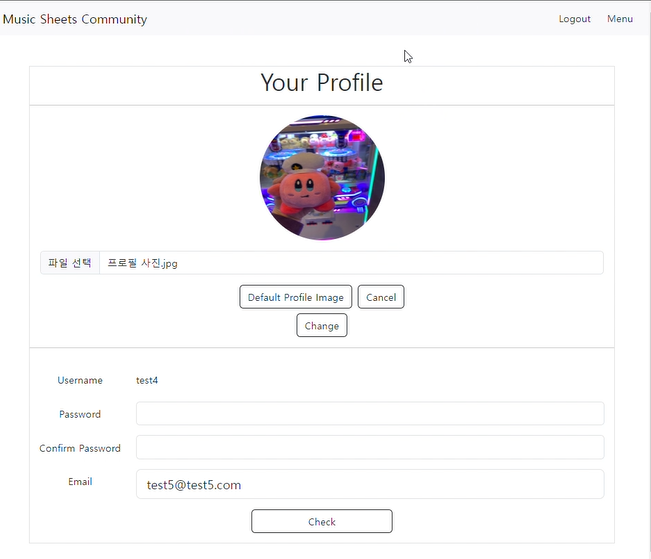 Music Sheets Community Logout Menu
Your Profile
파일 선택 프로필 사진.jpg
Default Profile Image Cancel
Change
Username test4
Password
Confirm Password
Email test5@test5.com
Check